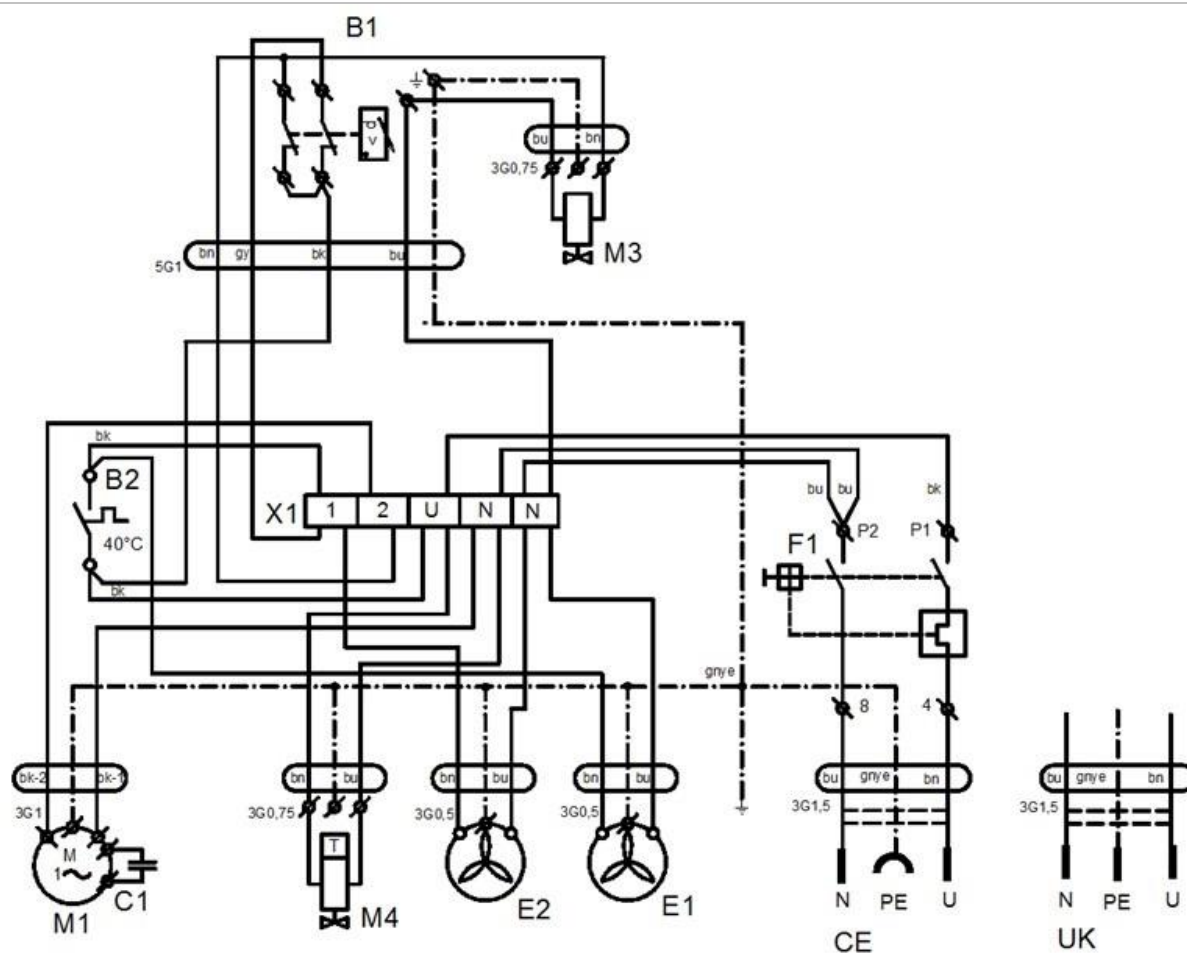 B1
bu bn
3G0,75
M3
bn gy bk bu
5G1
bk
B2
40°C
X1 1 2 U N N
bu bu bk
P2 P1
F1
bk
gnye
8 4
bk-2 bk-1
3G1
bn bu
3G0,75
bn bu
3G0,5
bn bu
3G0,5
bu gnye bn
3G1,5
bu gnye bn
3G1,5
M
1
T
M1 C1 M4 E2 E1
N PE U
CE
N PE U
UK